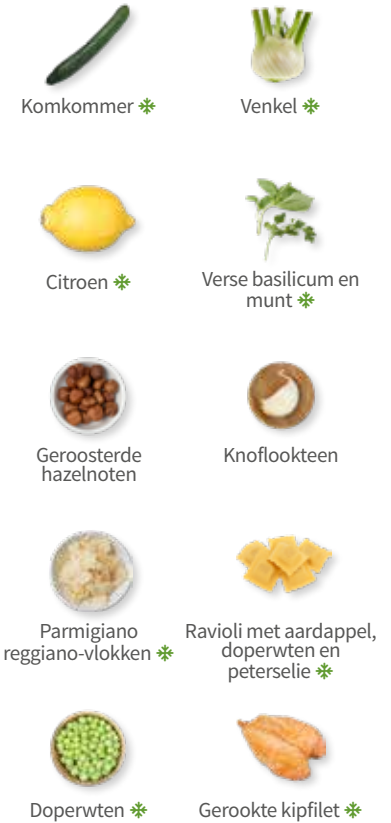 Komkommer
Venkel
Citroen
Verse basilicum en
munt
Geroosterde
hazelnoten
Knoflookteen
Parmigiano
reggiano-vlokken
Ravioli met aardappel,
doperwten en
peterselie
Doperwten
Gerookte kipfilet